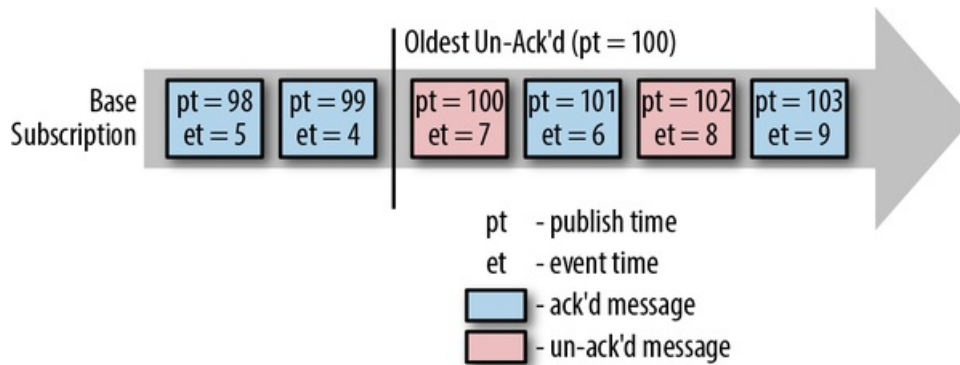 Oldest Un-Ack'd (pt = 100)
Base
Subscription
pt = 98
et = 5
pt = 99
et = 4
pt = 100
et = 7
pt = 101
et = 6
pt = 102
et = 8
pt = 103
et = 9
pt - publish time
et - event time
- ack'd message
- un-ack'd message